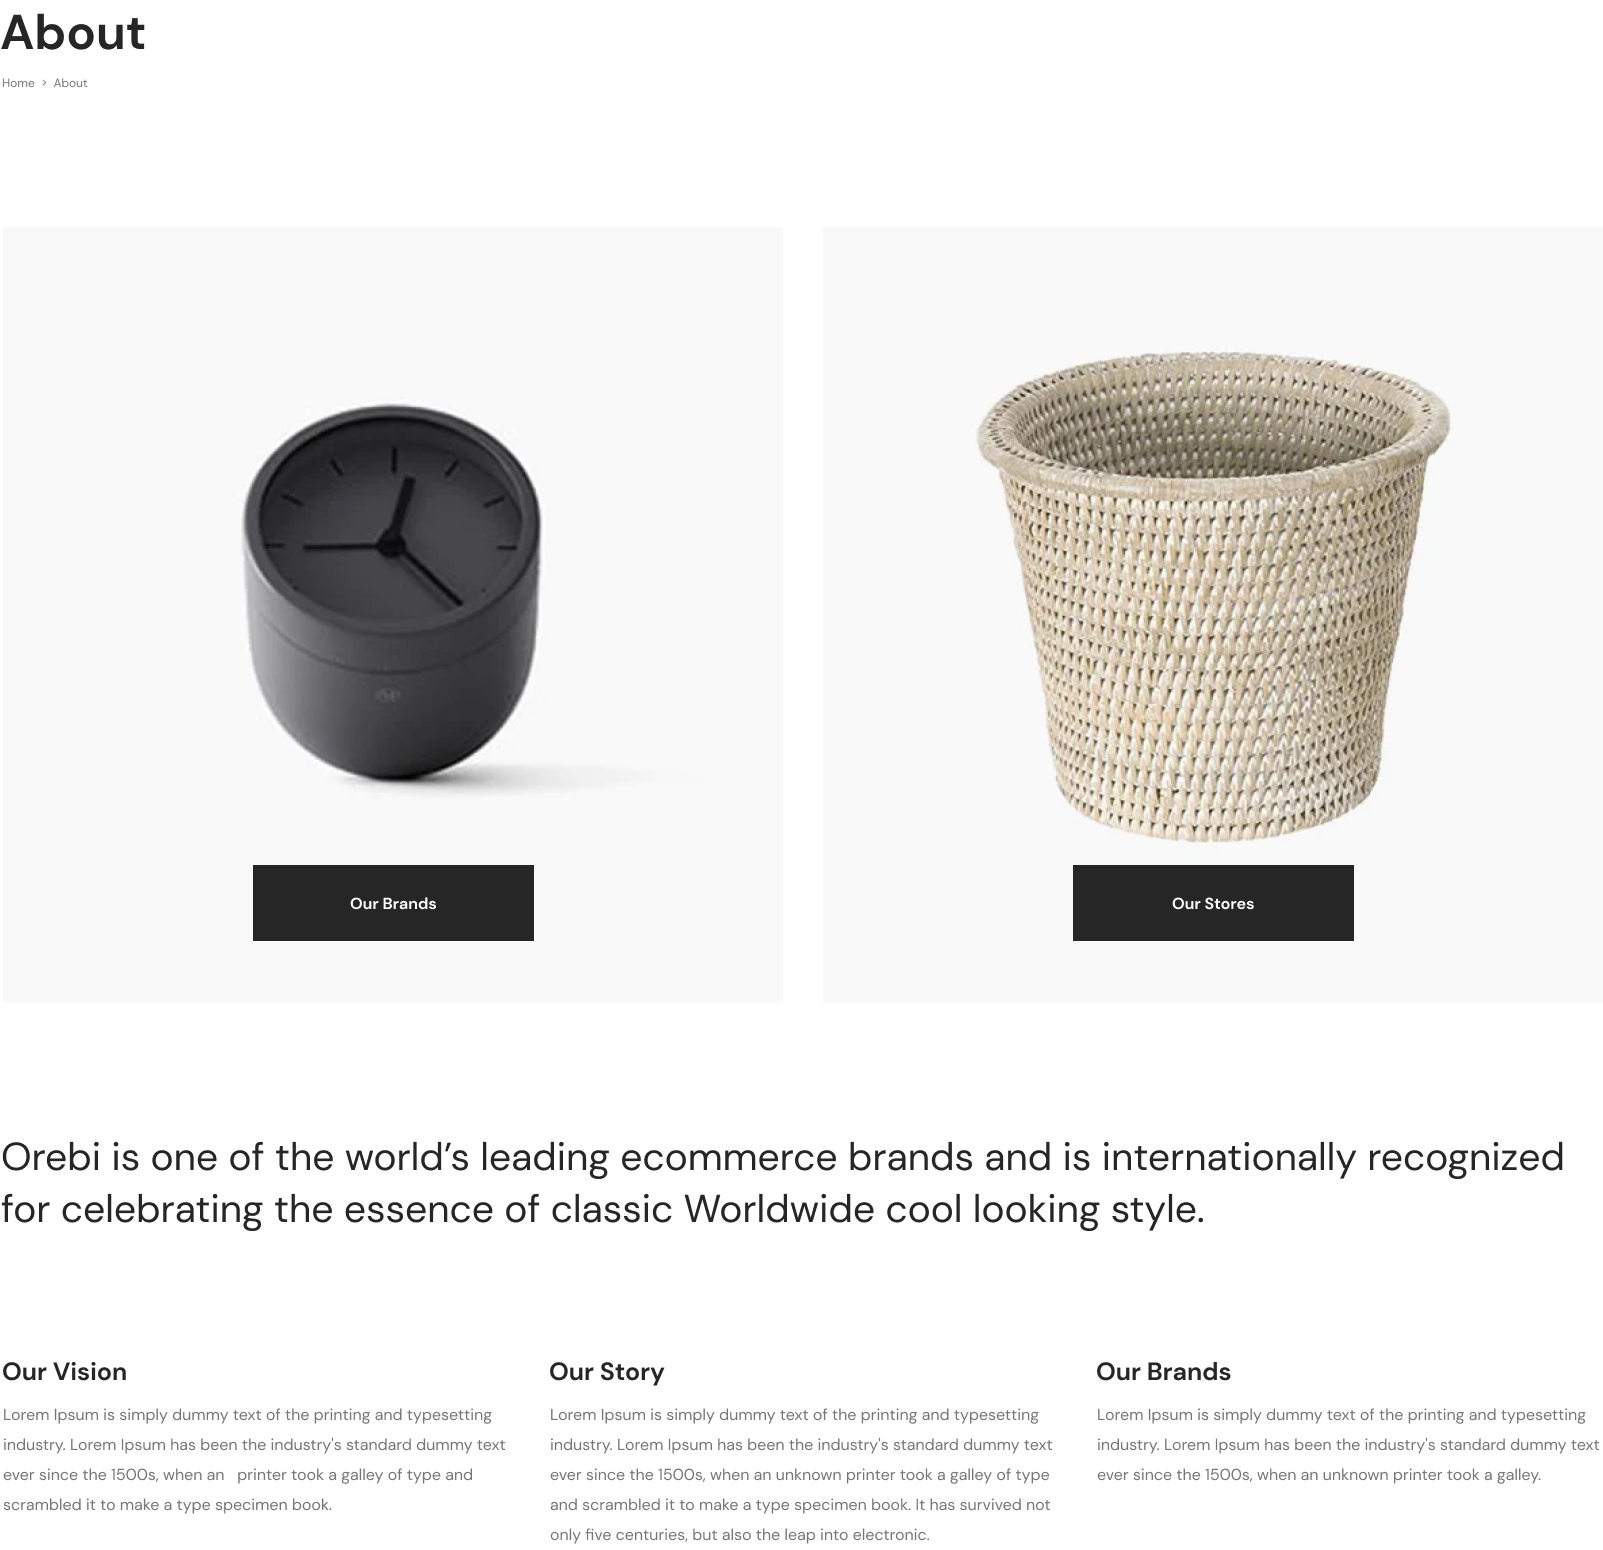 About
Home > About
Our Brands
Our Stores
Orebi is one of the world’s leading ecommerce brands and is internationally recognized
for celebrating the essence of classic Worldwide cool looking style.
Our Vision
Lorem Ipsum is simply dummy text of the printing and typesetting
industry. Lorem Ipsum has been the industry's standard dummy text
ever since the 1500s, when an   printer took a galley of type and
scrambled it to make a type specimen book.
Our Story
Lorem Ipsum is simply dummy text of the printing and typesetting
industry. Lorem Ipsum has been the industry's standard dummy text
ever since the 1500s, when an unknown printer took a galley of type
and scrambled it to make a type specimen book. It has survived not
only five centuries, but also the leap into electronic.
Our Brands
Lorem Ipsum is simply dummy text of the printing and typesetting
industry. Lorem Ipsum has been the industry's standard dummy text
ever since the 1500s, when an unknown printer took a galley.